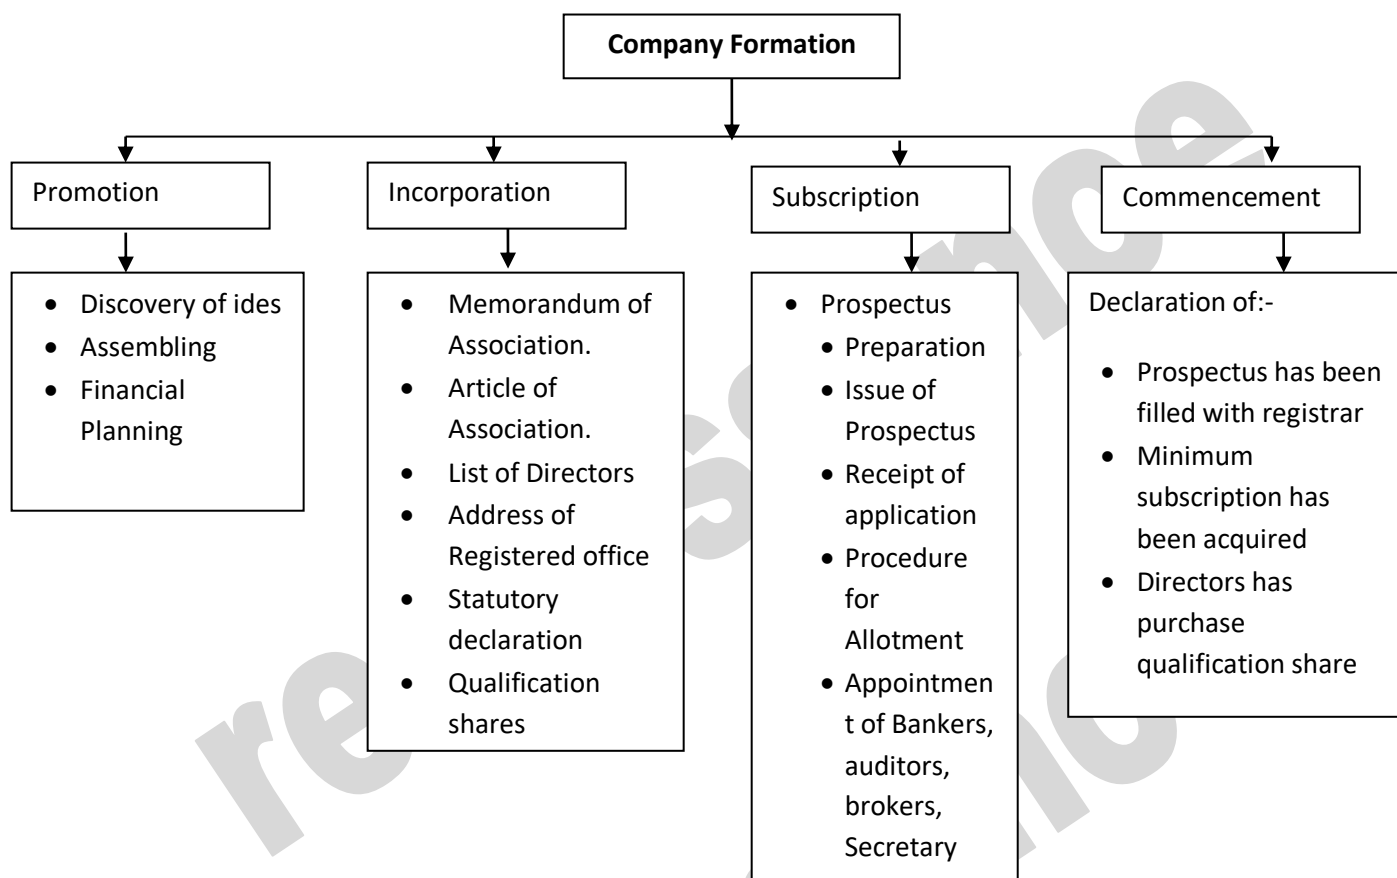 Company Formation
Promotion
Incorporation
Subscription
Commencement
• Discovery of ides
• Assembling
• Financial
Planning
• Memorandum of
Association.
• Article of
Association.
• List of Directors
• Address of
Registered office
• Statutory
declaration
• Qualification
shares
• Prospectus
• Preparation
• Issue of
Prospectus
• Receipt of
application
• Procedure
for
Allotment
• Appointmen
t of Bankers,
auditors,
brokers,
Secretary
Declaration of:-
• Prospectus has been
filled with registrar
• Minimum
subscription has
been acquired
• Directors has
purchase
qualification share